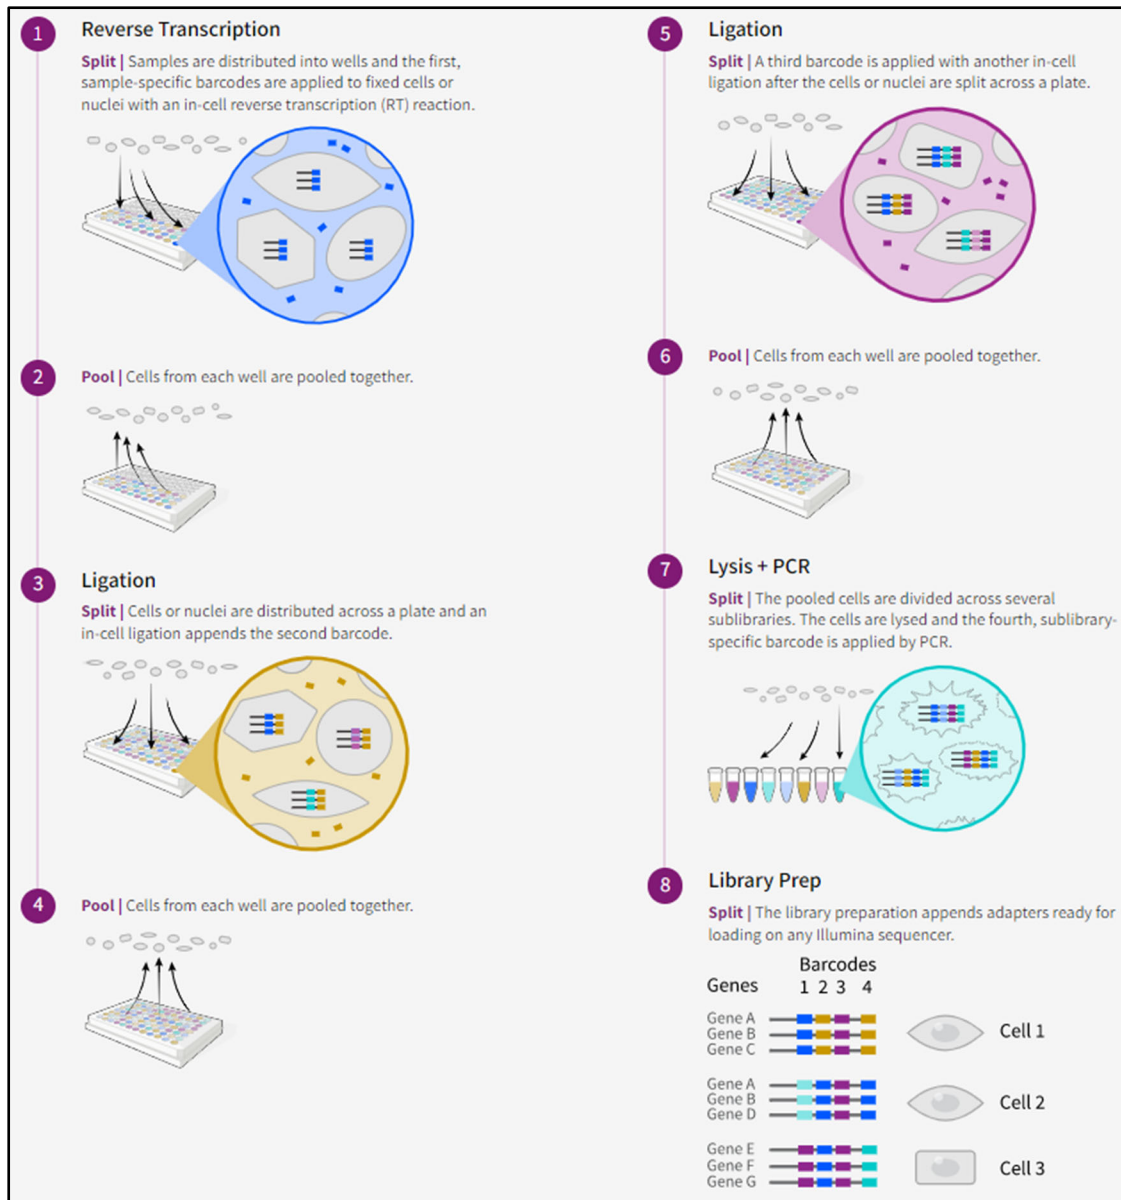 1
Reverse Transcription
Split | Samples are distributed into wells and the first,
sample-specific barcodes are applied to fixed cells or
nuclei with an in-cell reverse transcription (RT) reaction.
2
Pool | Cells from each well are pooled together.
3
Ligation
Split | Cells or nuclei are distributed across a plate and an
in-cell ligation appends the second barcode.
4
Pool | Cells from each well are pooled together.
5
Ligation
Split | A third barcode is applied with another in-cell
ligation after the cells or nuclei are split across a plate.
6
Pool | Cells from each well are pooled together.
7
Lysis + PCR
Split | The pooled cells are divided across several
sublibraries. The cells are lysed and the fourth, sublibrary-
specific barcode is applied by PCR.
8
Library Prep
Split | The library preparation appends adapters ready for
loading on any Illumina sequencer.
Barcodes
Genes 1 2 3 4
Gene A
Gene B
Gene C
Cell 1
Gene A
Gene B
Gene D
Cell 2
Gene E
Gene F
Gene G
Cell 3